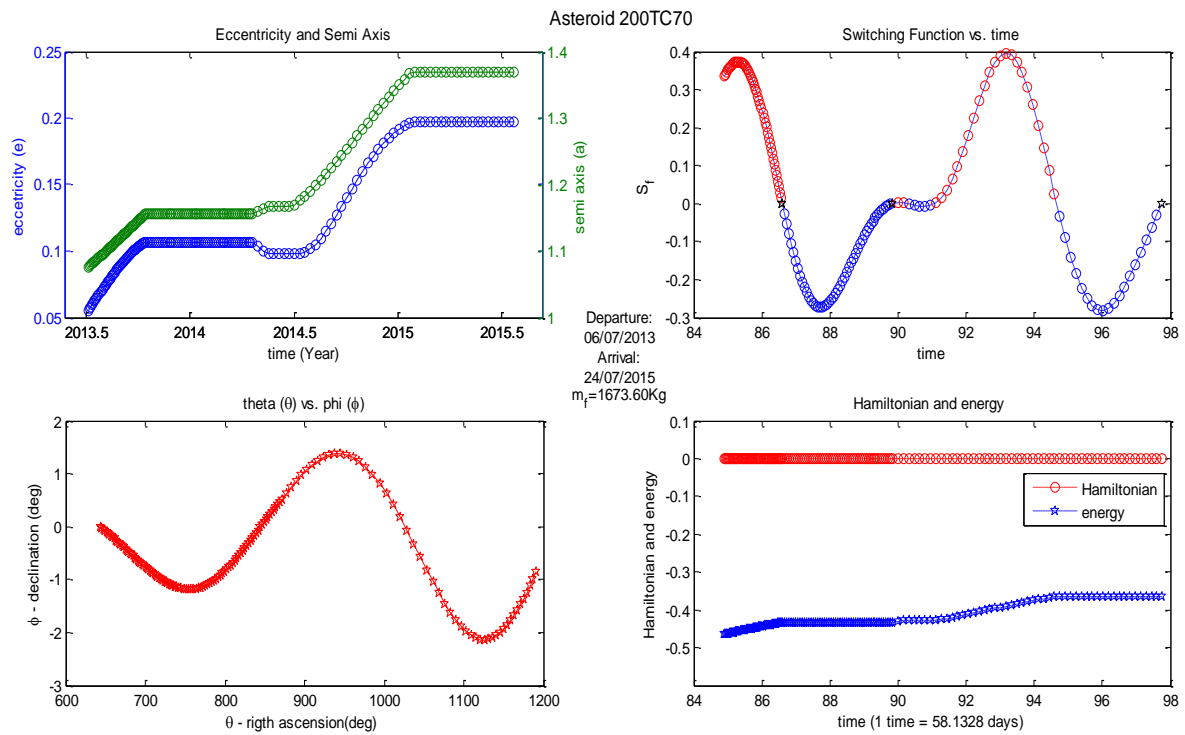 Asteroid 200TC70
Eccentricity and Semi Axis
0.25
0.2
0.15
0.1
0.05
eccetricity (e)
1.4
1.3
1.2
1.1
1
semi axis (a)
2013.5 2014 2014.5 2015 2015.5
time (Year)
Switching Function vs. time
0.4
0.3
0.2
0.1
0
-0.1
-0.2
-0.3
S_f
84 86 88 90 92 94 96 98
time
Departure:
06/07/2013
Arrival:
24/07/2015
m_f=1673.60Kg
theta (θ) vs. phi (ϕ)
2
1
0
-1
-2
-3
ϕ - declination (deg)
600 700 800 900 1000 1100 1200
θ - rigth ascension(deg)
Hamiltonian and energy
0.1
0
-0.1
-0.2
-0.3
-0.4
-0.5
Hamiltonian and energy
Hamiltonian
energy
84 86 88 90 92 94 96 98
time (1 time = 58.1328 days)